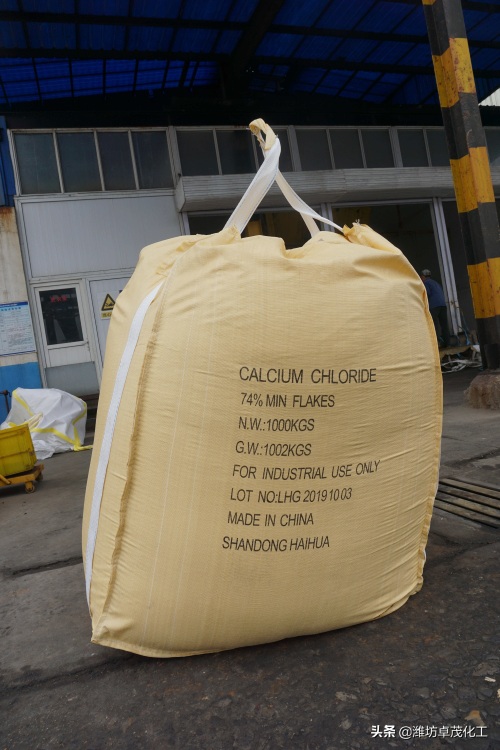 CALCIUM CHLORIDE
74% MIN FLAKES
N.W.:1000KGS
G.W.:1002KGS
FOR INDUSTRIAL USE ONLY
LOT NO:LHG 20191003
MADE IN CHINA
SHANDONG HAIHUA
头条 @潍坊卓茂化工